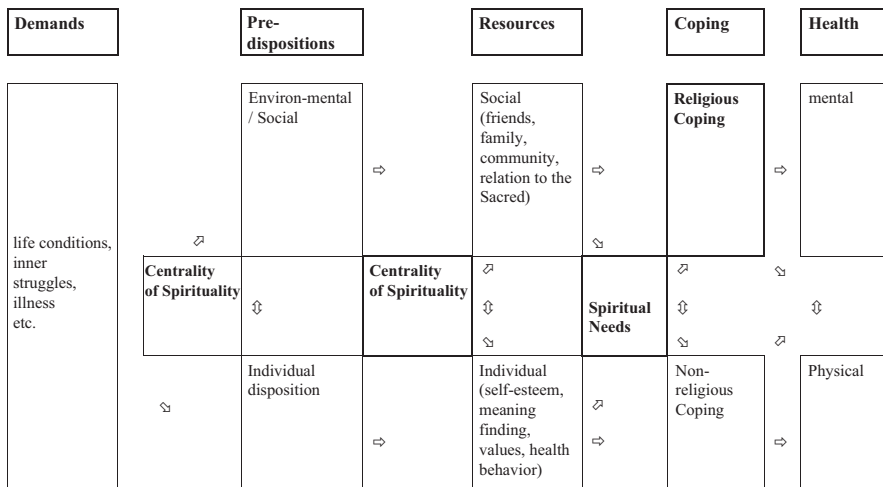 Demands
Pre-
dispositions
Resources
Coping
Health
life conditions,
inner
struggles,
illness
etc.
Centrality
of Spirituality
Environ-mental
/ Social
Individual
disposition
Centrality
of Spirituality
Social
(friends,
family,
community,
relation to the
Sacred)
Individual
(self-esteem,
meaning
finding,
values, health
behavior)
Spiritual
Needs
Religious
Coping
Non-
religious
Coping
mental
Physical